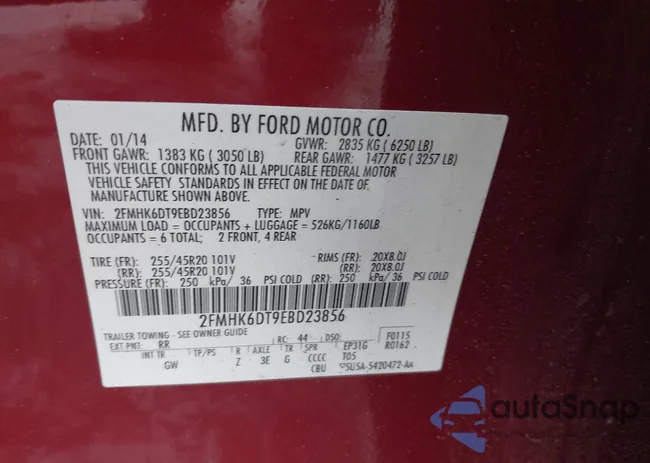 MFD. BY FORD MOTOR CO.
DATE: 01/14 GVWR: 2835 KG ( 6250 LB)
FRONT GAWR: 1383 KG ( 3050 LB) REAR GAWR: 1477 KG ( 3257 LB)
THIS VEHICLE CONFORMS TO ALL APPLICABLE FEDERAL MOTOR
VEHICLE SAFETY STANDARDS IN EFFECT ON THE DATE OF
MANUFACTURE SHOWN ABOVE.
VIN: 2FMHK6DT9EBD23856 TYPE: MPV
MAXIMUM LOAD = OCCUPANTS + LUGGAGE = 526KG/1160LB
OCCUPANTS = 6 TOTAL; 2 FRONT, 4 REAR
TIRE (FR): 255/45R20 101V RIMS (FR): 20X8.0J
(RR): 255/45R20 101V (RR): 20X8.0J
PRESSURE (FR): 250 kPa/ 36 PSI COLD (RR): 250 kPa/ 36 PSI COLD
2FMHK6DT9EBD23856
TRAILER TOWING - SEE OWNER GUIDE F0115
EXT PNT: RR RC: 44 DSO: R0162
INT TR TP/PS R AXLE TR SPR EP31G
GW Z 3E G CCCC T05
CBU 5U5A-5420472-AA
autoSnap